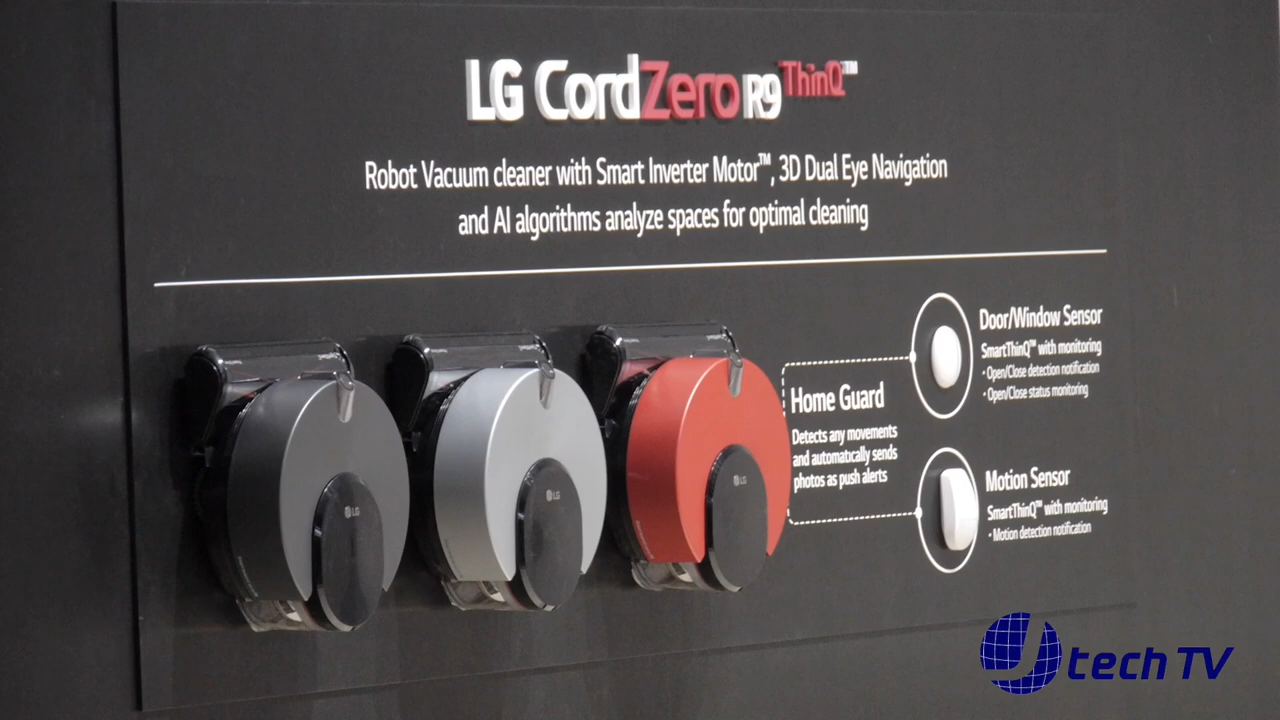 LG CordZero R9 ThinQ™
Robot Vacuum cleaner with Smart Inverter Motor™, 3D Dual Eye Navigation
and AI algorithms analyze spaces for optimal cleaning
Door/Window Sensor
SmartThinQ™ with monitoring
• Open/Close detection notification
• Open/Close status monitoring
Home Guard
Detects any movements
and automatically sends
photos as push alerts
Motion Sensor
SmartThinQ™ with monitoring
• Motion detection notification
LG
LG
LG
J tech TV